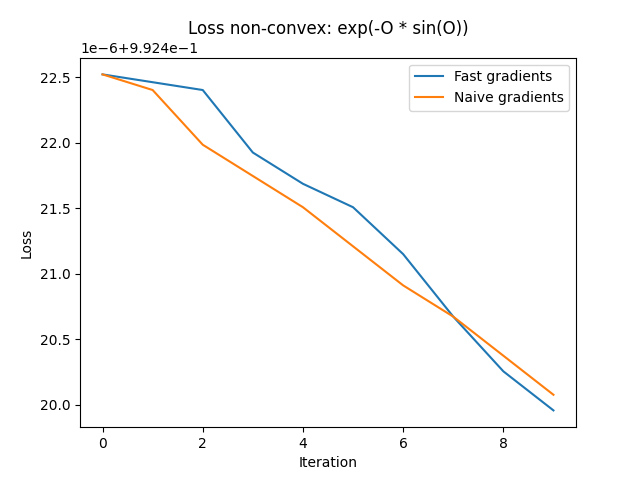 Loss non-convex: exp(-O * sin(O))
1e-6+9.924e-1
Fast gradients
Naive gradients
22.5
22.0
21.5
21.0
20.5
20.0
Loss
0 2 4 6 8
Iteration